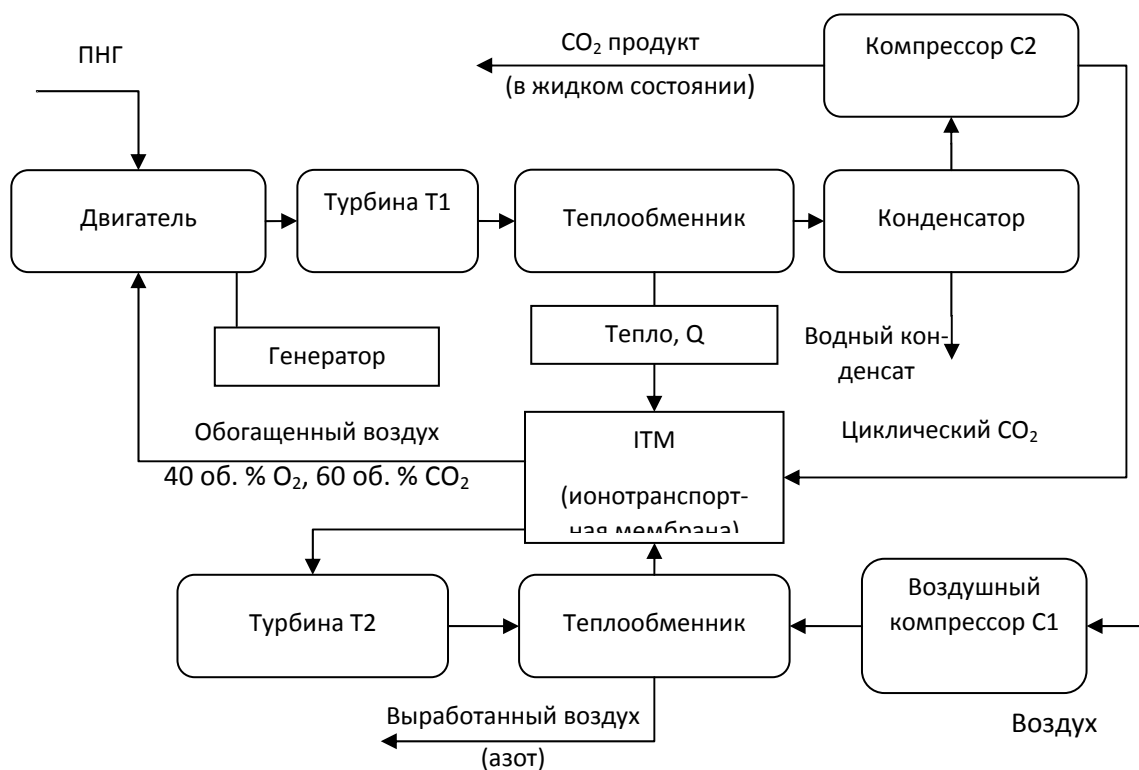 ПНГ
CO₂ продукт
(в жидком состоянии)
Компрессор С2
Двигатель
Турбина Т1
Теплообменник
Конденсатор
Генератор
Тепло, Q
Водный кон-
денсат
Обогащенный воздух
40 об. % O₂, 60 об. % CO₂
ITM
(ионотранспорт-
ная мембрана)
Циклический CO₂
Турбина Т2
Теплообменник
Воздушный
компрессор С1
Выработанный воздух
(азот)
Воздух